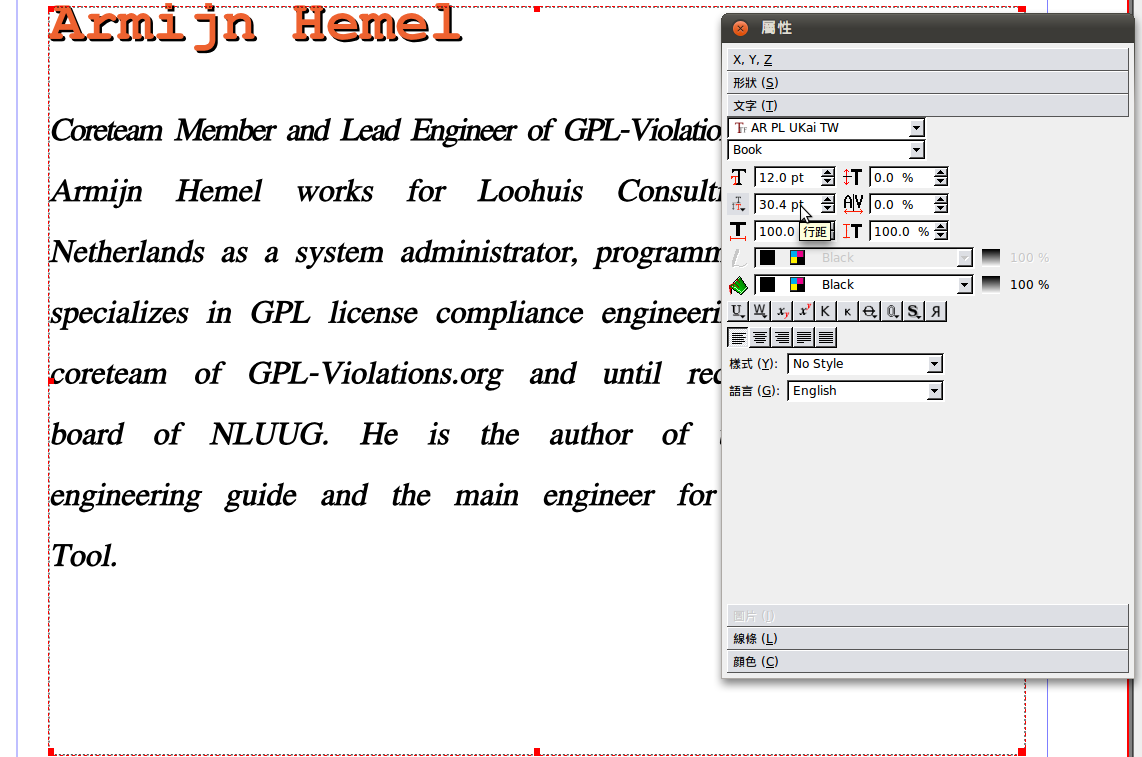 Armijn Hemel
Coreteam Member and Lead Engineer of GPL-Violatio
Armijn Hemel works for Loohuis Consult
Netherlands as a system administrator, program
specializes in GPL license compliance engineeri
coreteam of GPL-Violations.org and until rec
board of NLUUG. He is the author of
engineering guide and the main engineer for
Tool.
屬性
X, Y, Z
形狀 (S)
文字 (T)
AR PL UKai TW
Book
12.0 pt 0.0 %
30.4 pt 0.0 %
100.0 行距 100.0 %
Black 100 %
Black 100 %
樣式 (Y): No Style
語言 (G): English
圖片 (I)
線條 (L)
顏色 (C)